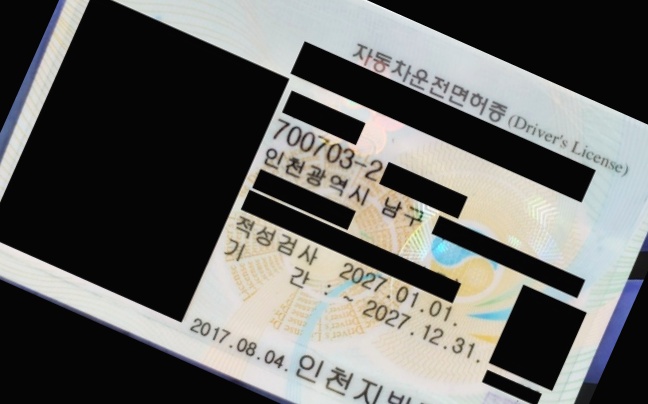 자동차운전면허증 (Driver's License)
700703-2
인천광역시 남구
적성검사 2027.01.01.
기 간 : ~ 2027.12.31.
2017.08.04. 인천지방